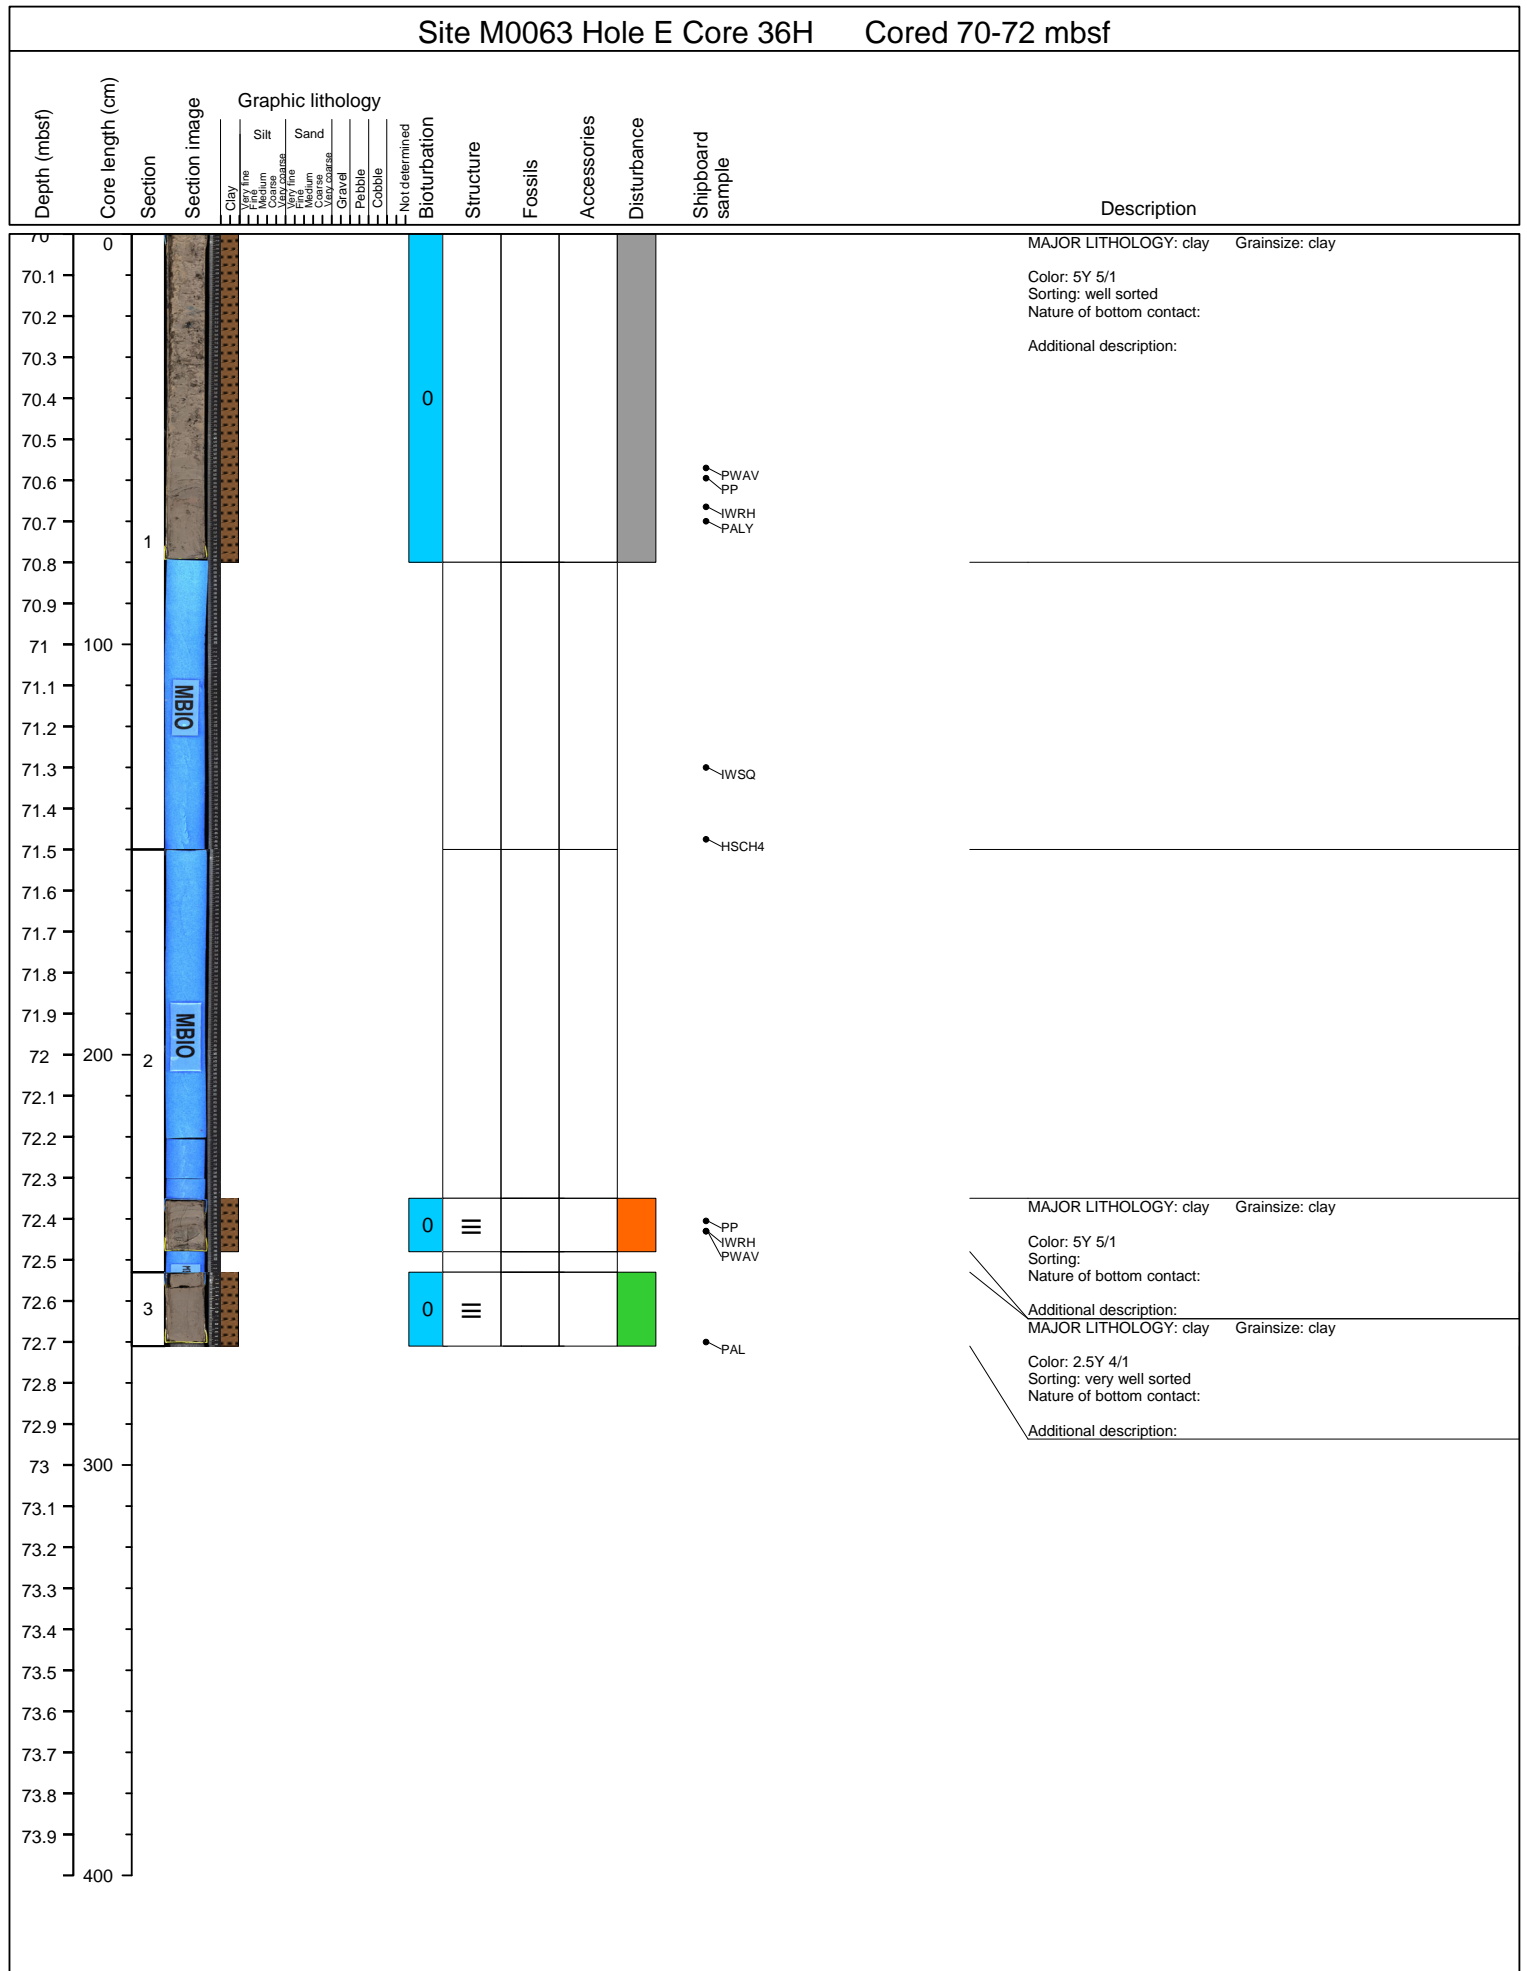 Site M0063 Hole E Core 36H Cored 70-72 mbsf
Depth (mbsf)
Core length (cm)
Section
Section image
Graphic lithology
Clay
Silt
Very fine
Fine
Medium
Coarse
Very coarse
Sand
Very fine
Fine
Medium
Coarse
Very coarse
Gravel
Pebble
Cobble
Not determined
Bioturbation
Structure
Fossils
Accessories
Disturbance
Shipboard
sample
Description
70
70.1
70.2
70.3
70.4
70.5
70.6
70.7
70.8
70.9
71
71.1
71.2
71.3
71.4
71.5
71.6
71.7
71.8
71.9
72
72.1
72.2
72.3
72.4
72.5
72.6
72.7
72.8
72.9
73
73.1
73.2
73.3
73.4
73.5
73.6
73.7
73.8
73.9
0
100
200
300
400
1
2
3
MBIO
MBIO
0
0
0
PWAV
PP
IWRH
PALY
IWSQ
HSCH4
PP
IWRH
PWAV
PAL
MAJOR LITHOLOGY: clay Grainsize: clay
Color: 5Y 5/1
Sorting: well sorted
Nature of bottom contact:
Additional description:
MAJOR LITHOLOGY: clay Grainsize: clay
Color: 5Y 5/1
Sorting:
Nature of bottom contact:
Additional description:
MAJOR LITHOLOGY: clay Grainsize: clay
Color: 2.5Y 4/1
Sorting: very well sorted
Nature of bottom contact:
Additional description: